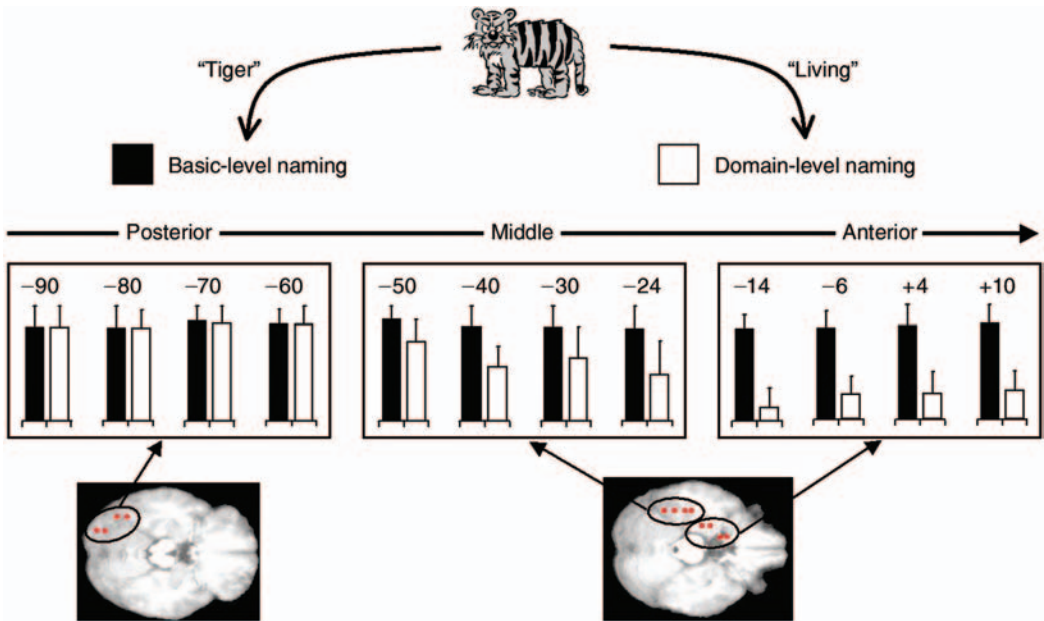 “Tiger”
“Living”
Basic-level naming
Domain-level naming
Posterior
Middle
Anterior
−90 −80 −70 −60
−50 −40 −30 −24
−14 −6 +4 +10